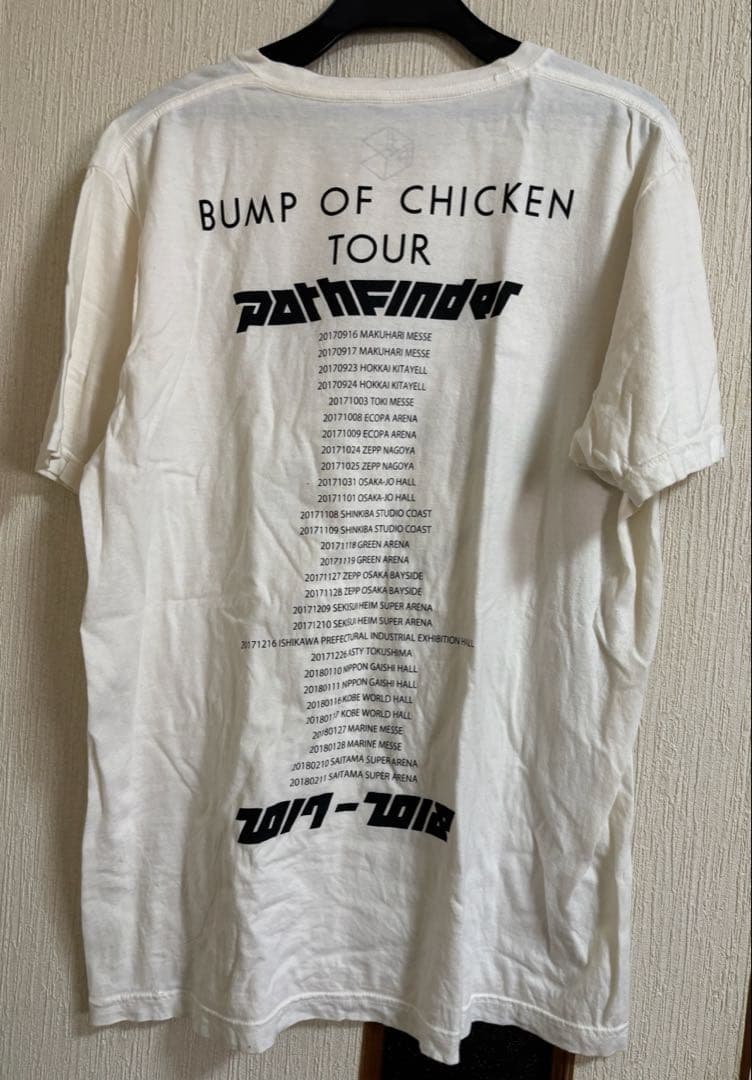 BUMP OF CHICKEN
TOUR
PATHFINDER
20170916 MAKUHARI MESSE
20170917 MAKUHARI MESSE
20170923 HOKKAI KITAYELL
20170924 HOKKAI KITAYELL
20171003 TOKI MESSE
20171008 ECOPA ARENA
20171009 ECOPA ARENA
20171024 ZEPP NAGOYA
20171025 ZEPP NAGOYA
20171031 OSAKA-JO HALL
20171101 OSAKA-JO HALL
20171108 SHINKIBA STUDIO COAST
20171109 SHINKIBA STUDIO COAST
20171118 GREEN ARENA
20171119 GREEN ARENA
20171127 ZEPP OSAKA BAYSIDE
20171128 ZEPP OSAKA BAYSIDE
20171209 SEKISUI HEIM SUPER ARENA
20171210 SEKISUI HEIM SUPER ARENA
20171216 ISHIKAWA PREFECTURAL INDUSTRIAL EXHIBITION HALL
20171226 ASTY TOKUSHIMA
20180110 NIPPON GAISHI HALL
20180111 NIPPON GAISHI HALL
20180116 KOBE WORLD HALL
20180117 KOBE WORLD HALL
20180127 MARINE MESSE
20180128 MARINE MESSE
20180210 SAITAMA SUPER ARENA
20180211 SAITAMA SUPER ARENA
2017-2018